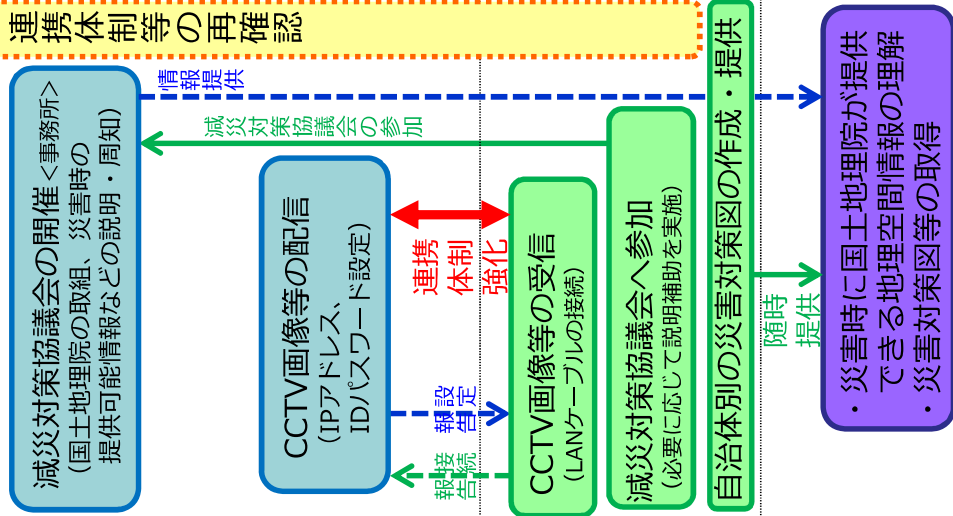 連携体制等の再確認
減災対策協議会の開催＜事務所＞
（国土地理院の取組、災害時の
提供可能情報などの説明・周知）
情報提供
減災対策協議会の参加
CCTV画像等の配信
（IPアドレス、
IDパスワード設定）
連携
体制
強化
設定
報告
接続
報告
CCTV画像等の受信
（LANケーブルの接続）
減災対策協議会へ参加
（必要に応じて説明補助を実施）
自治体別の災害対策図の作成・提供
随時
提供
・災害時に国土地理院が提供
できる地理空間情報の理解
・災害対策図等の取得